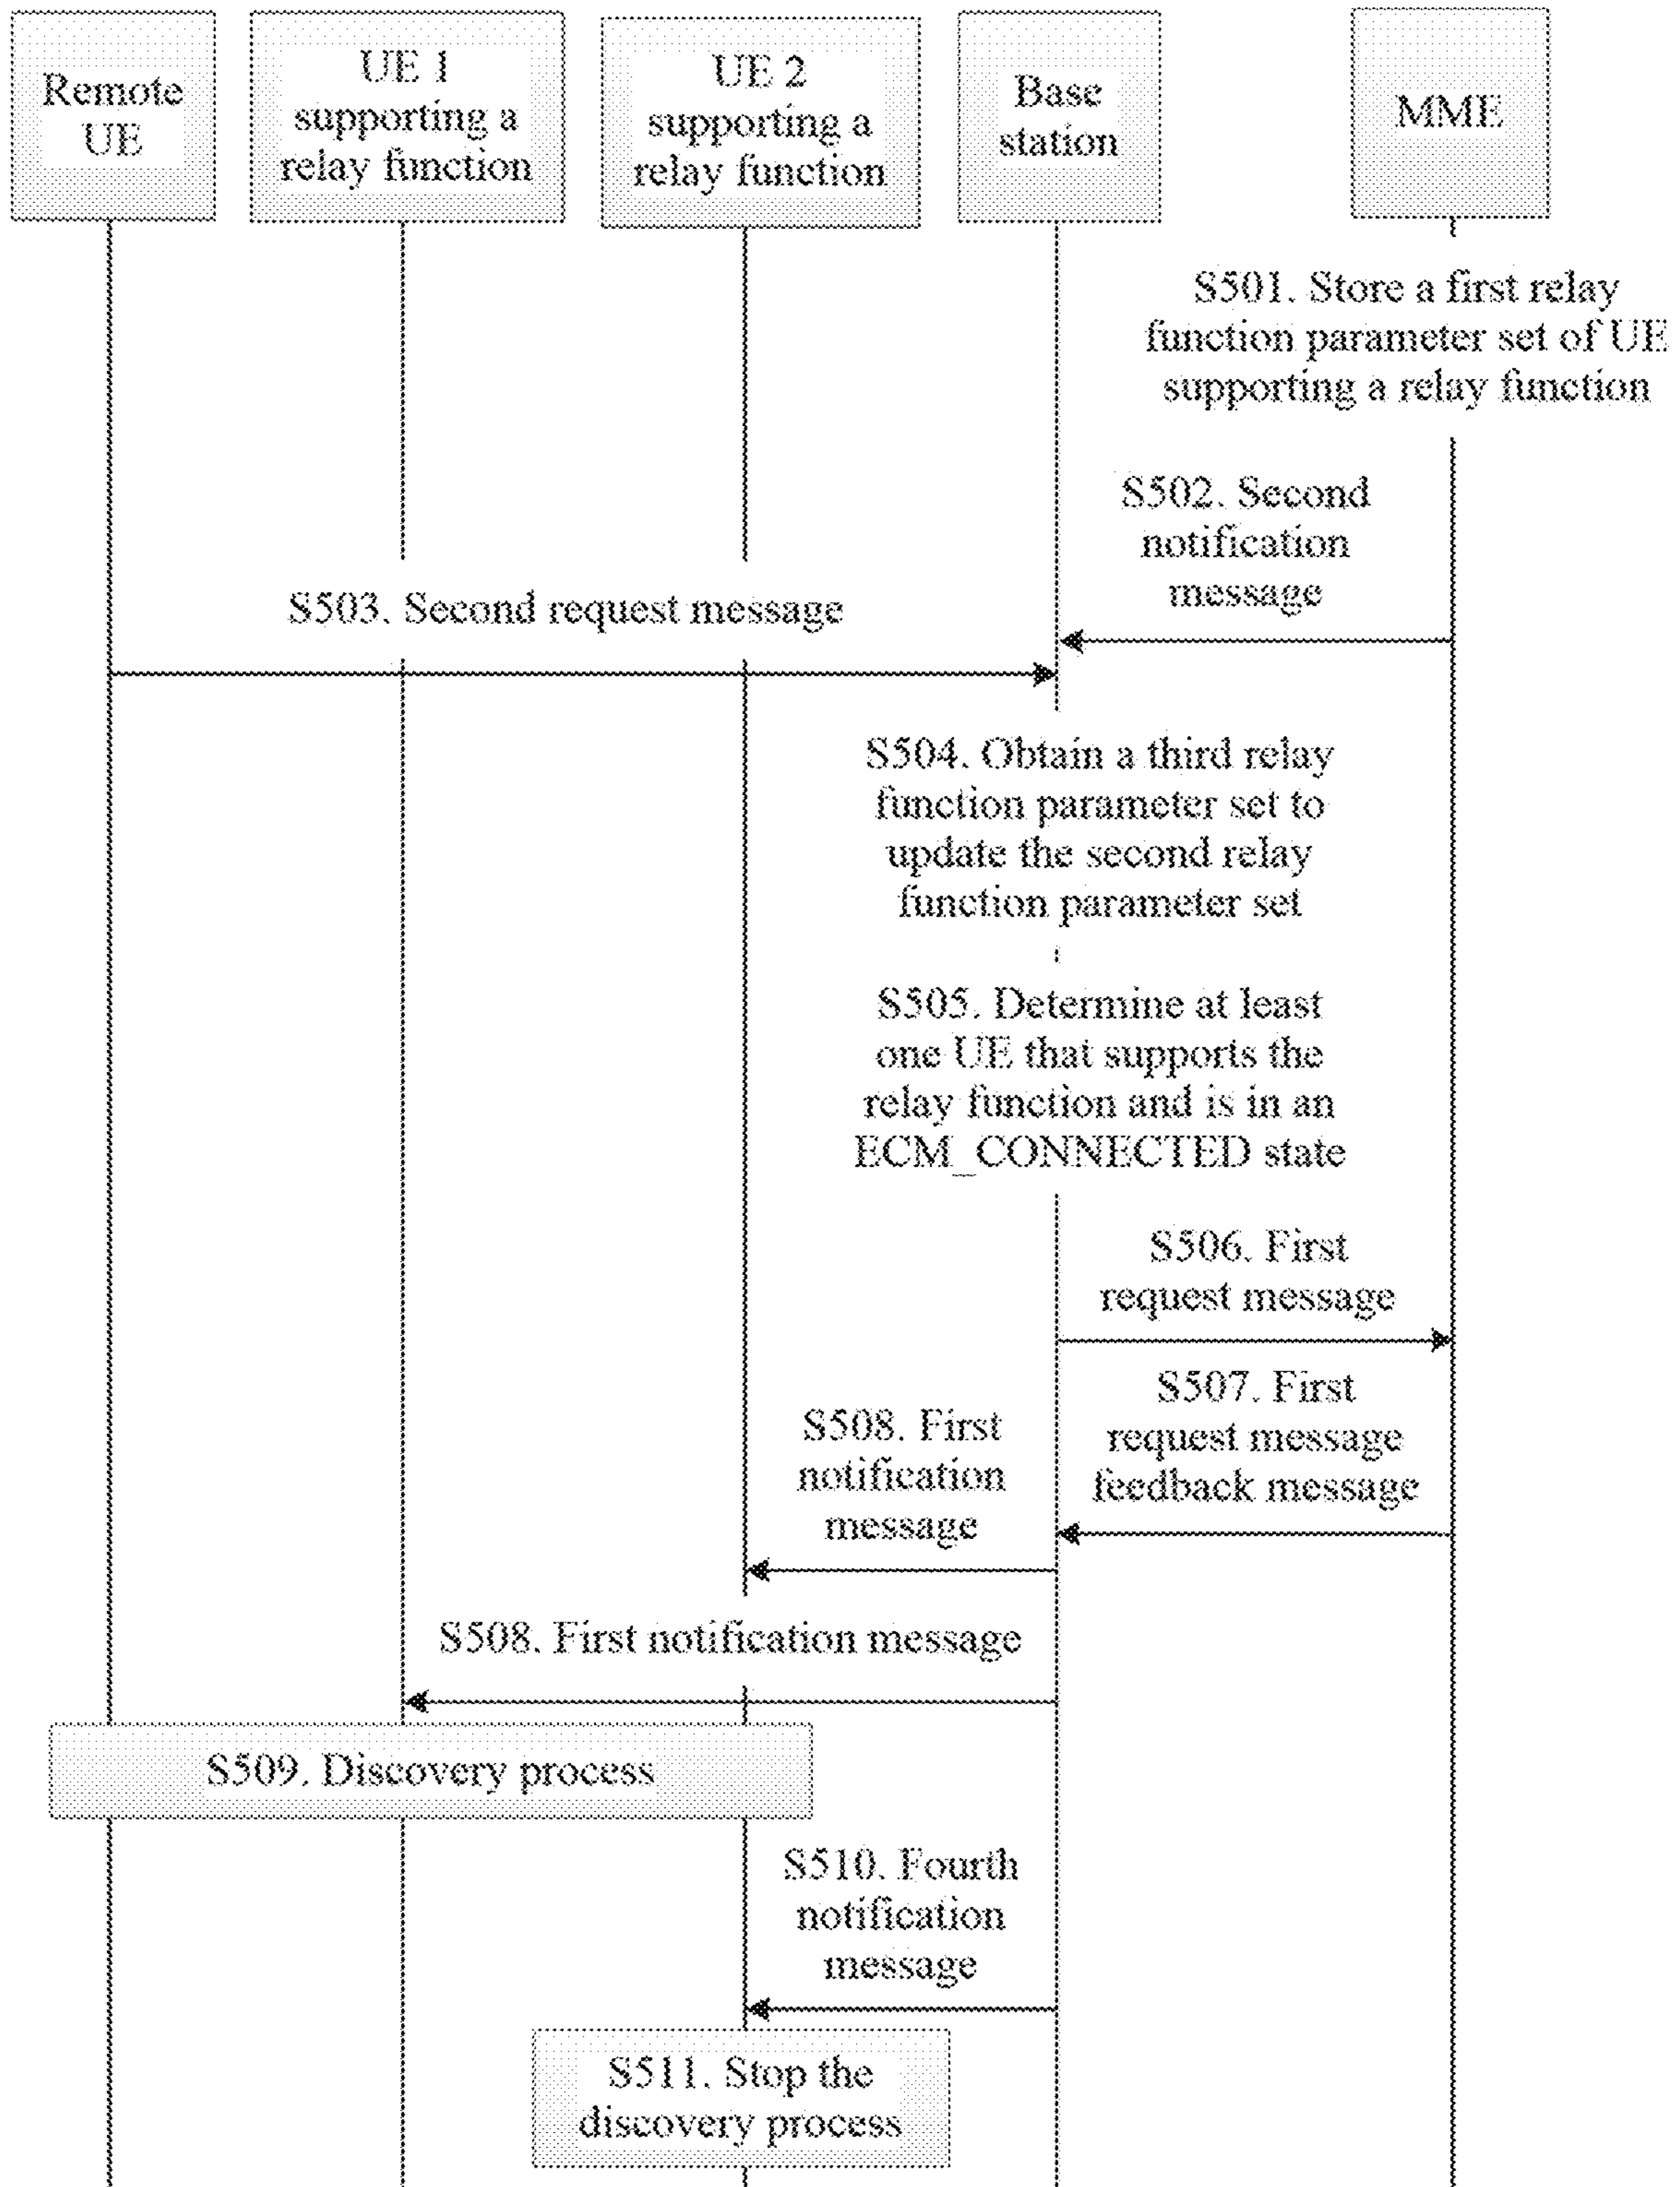 Remote
UE
UE 1
supporting a
relay function
UE 2
supporting a
relay function
Base
station
MME
S501. Store a first relay
function parameter set of UE
supporting a relay function
S502. Second
notification
message
S503. Second request message
S504. Obtain a third relay
function parameter set to
update the second relay
function parameter set
S505. Determine at least
one UE that supports the
relay function and is in an
ECM_CONNECTED state
S506. First
request message
S507. First
request message
feedback message
S508. First
notification
message
S508. First notification message
S509. Discovery process
S510. Fourth
notification
message
S511. Stop the
discovery process